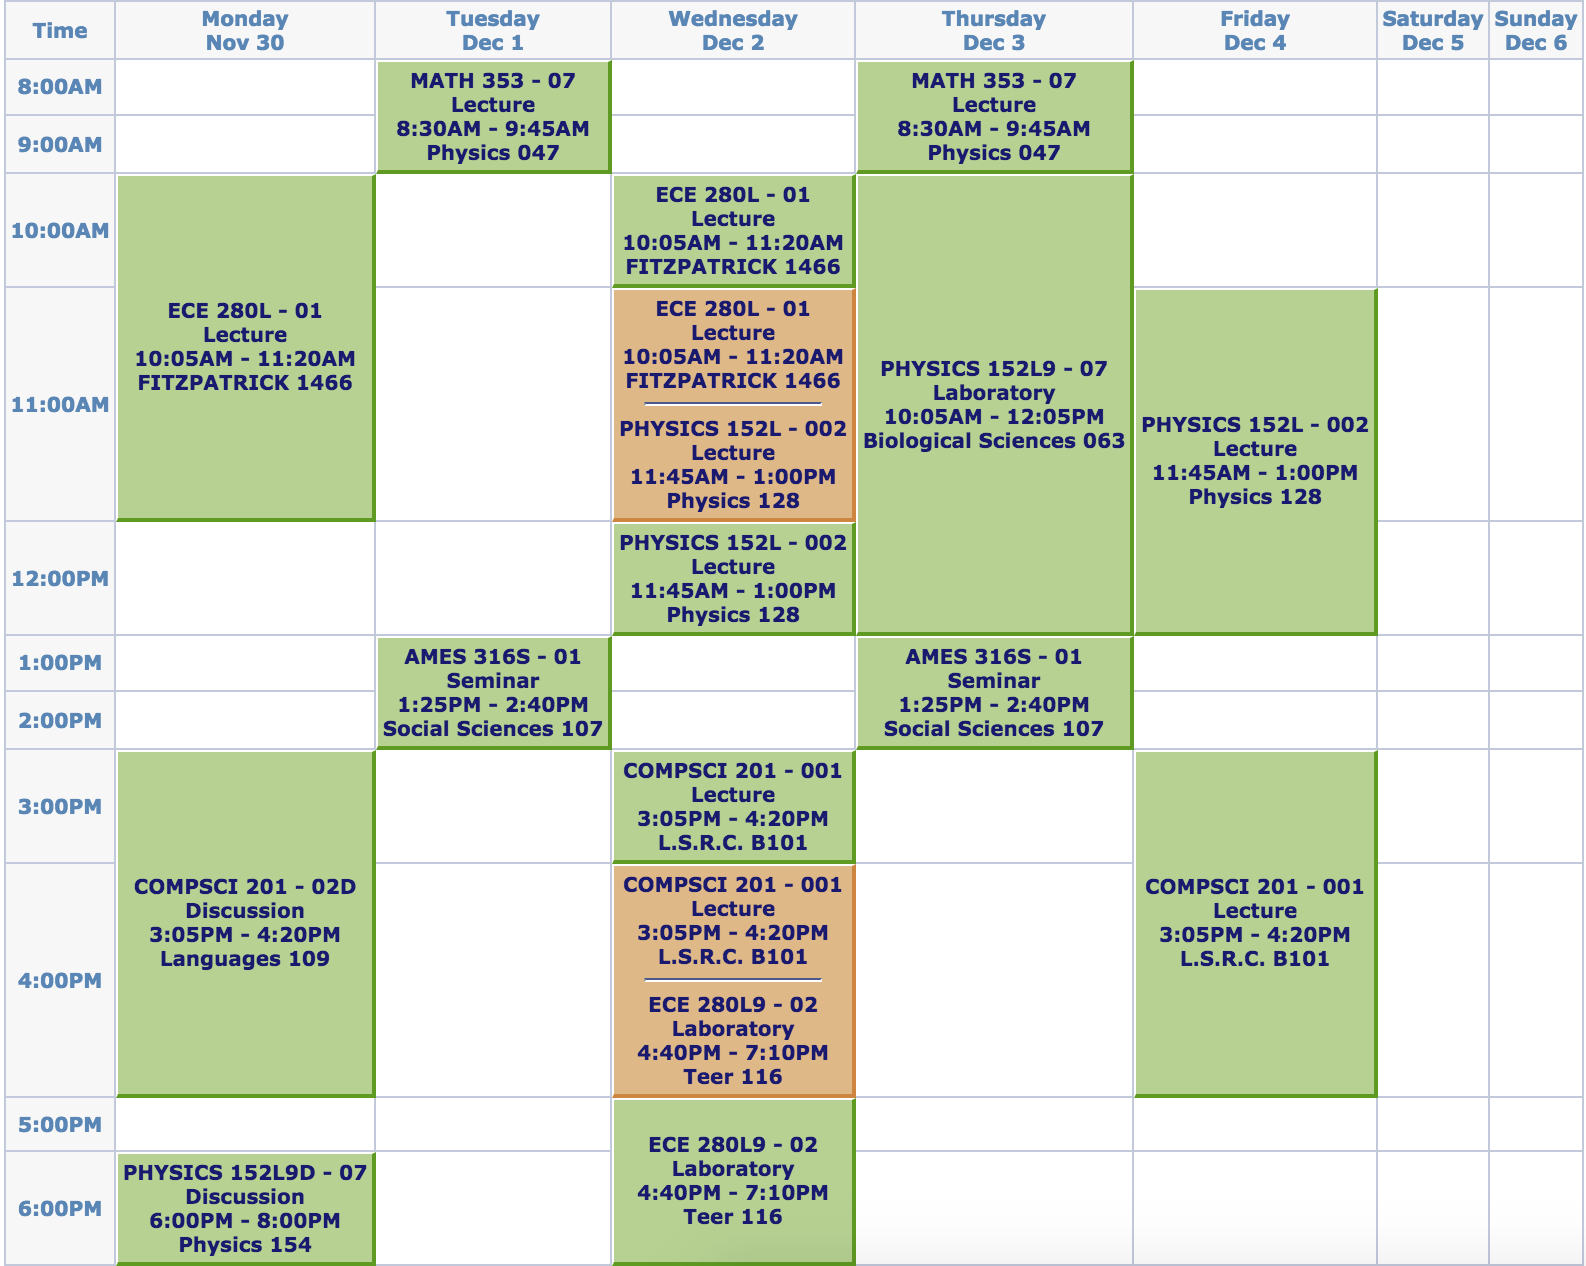 Time
Monday
Nov 30
Tuesday
Dec 1
Wednesday
Dec 2
Thursday
Dec 3
Friday
Dec 4
Saturday
Dec 5
Sunday
Dec 6
8:00AM
MATH 353 - 07
Lecture
8:30AM - 9:45AM
Physics 047
MATH 353 - 07
Lecture
8:30AM - 9:45AM
Physics 047
9:00AM
10:00AM
ECE 280L - 01
Lecture
10:05AM - 11:20AM
FITZPATRICK 1466
ECE 280L - 01
Lecture
10:05AM - 11:20AM
FITZPATRICK 1466
PHYSICS 152L9 - 07
Laboratory
10:05AM - 12:05PM
Biological Sciences 063
11:00AM
ECE 280L - 01
Lecture
10:05AM - 11:20AM
FITZPATRICK 1466
PHYSICS 152L - 002
Lecture
11:45AM - 1:00PM
Physics 128
PHYSICS 152L - 002
Lecture
11:45AM - 1:00PM
Physics 128
12:00PM
PHYSICS 152L - 002
Lecture
11:45AM - 1:00PM
Physics 128
1:00PM
AMES 316S - 01
Seminar
1:25PM - 2:40PM
Social Sciences 107
AMES 316S - 01
Seminar
1:25PM - 2:40PM
Social Sciences 107
2:00PM
3:00PM
COMPSCI 201 - 02D
Discussion
3:05PM - 4:20PM
Languages 109
COMPSCI 201 - 001
Lecture
3:05PM - 4:20PM
L.S.R.C. B101
COMPSCI 201 - 001
Lecture
3:05PM - 4:20PM
L.S.R.C. B101
4:00PM
COMPSCI 201 - 001
Lecture
3:05PM - 4:20PM
L.S.R.C. B101
ECE 280L9 - 02
Laboratory
4:40PM - 7:10PM
Teer 116
5:00PM
ECE 280L9 - 02
Laboratory
4:40PM - 7:10PM
Teer 116
6:00PM
PHYSICS 152L9D - 07
Discussion
6:00PM - 8:00PM
Physics 154